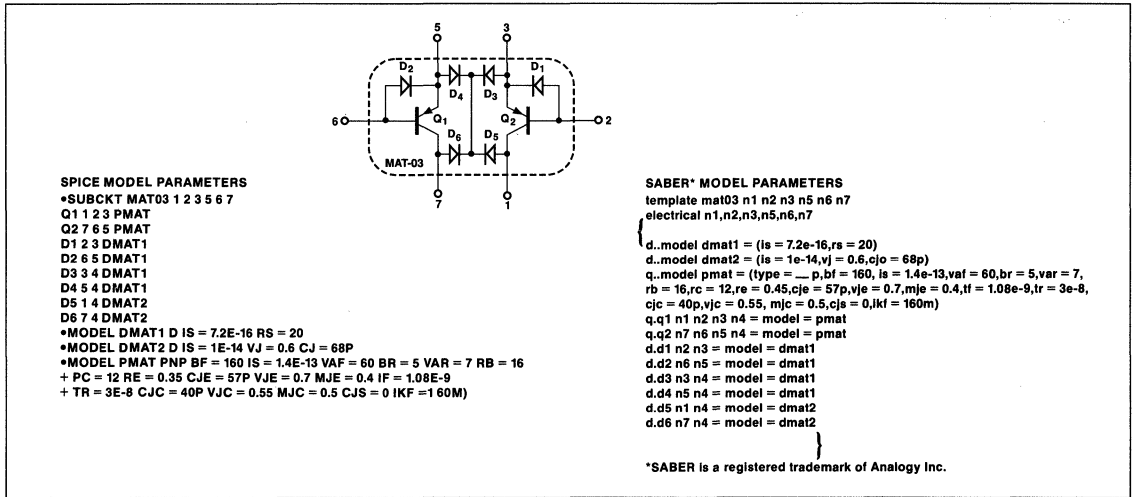 5 3
D2 D1
D4 D3
Q1 Q2
6 2
D6 D5
MAT-03
7 1
SPICE MODEL PARAMETERS
•SUBCKT MAT03 1 2 3 5 6 7
Q1 1 2 3 PMAT
Q2 7 6 5 PMAT
D1 2 3 DMAT1
D2 6 5 DMAT1
D3 3 4 DMAT1
D4 5 4 DMAT1
D5 1 4 DMAT2
D6 7 4 DMAT2
•MODEL DMAT1 D IS = 7.2E-16 RS = 20
•MODEL DMAT2 D IS = 1E-14 VJ = 0.6 CJ = 68P
•MODEL PMAT PNP BF = 160 IS = 1.4E-13 VAF = 60 BR = 5 VAR = 7 RB = 16
+ PC = 12 RE = 0.35 CJE = 57P VJE = 0.7 MJE = 0.4 IF = 1.08E-9
+ TR = 3E-8 CJC = 40P VJC = 0.55 MJC = 0.5 CJS = 0 IKF =1 60M)
SABER* MODEL PARAMETERS
template mat03 n1 n2 n3 n5 n6 n7
electrical n1,n2,n3,n5,n6,n7
{
d..model dmat1 = (is = 7.2e-16,rs = 20)
d..model dmat2 = (is = 1e-14,vj = 0.6,cjo = 68p)
q..model pmat = (type = __ p,bf = 160, is = 1.4e-13,vaf = 60,br = 5,var = 7,
rb = 16,rc = 12,re = 0.45,cje = 57p,vje = 0.7,mje = 0.4,tf = 1.08e-9,tr = 3e-8,
cjc = 40p,vjc = 0.55, mjc = 0.5,cjs = 0,ikf = 160m)
q.q1 n1 n2 n3 n4 = model = pmat
q.q2 n7 n6 n5 n4 = model = pmat
d.d1 n2 n3 = model = dmat1
d.d2 n6 n5 = model = dmat1
d.d3 n3 n4 = model = dmat1
d.d4 n5 n4 = model = dmat1
d.d5 n1 n4 = model = dmat2
d.d6 n7 n4 = model = dmat2
}
*SABER is a registered trademark of Analogy Inc.